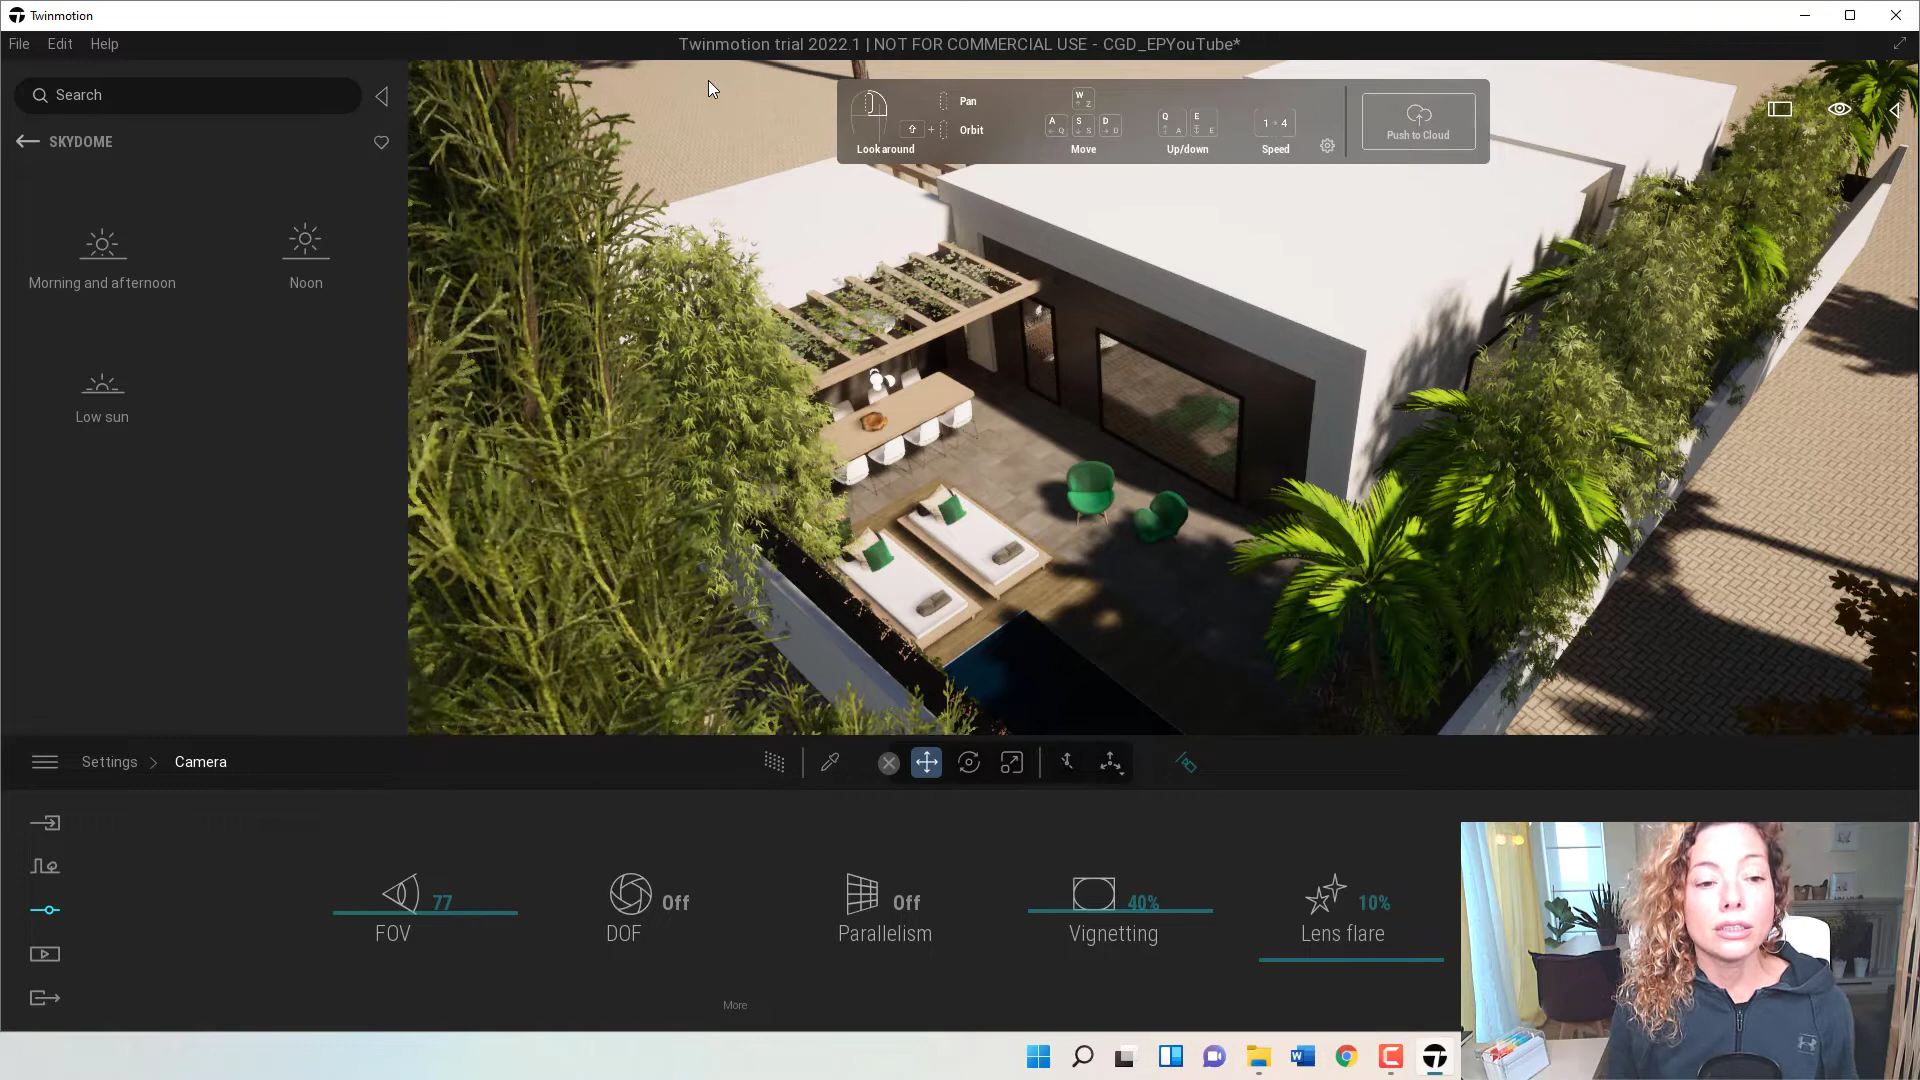 Twinmotion
File Edit Help
Twinmotion trial 2022.1 | NOT FOR COMMERCIAL USE - CGD_EPYouTube*
Search
SKYDOME
Morning and afternoon
Noon
Low sun
Look around
+
Pan
Orbit
W
Z
A Q
S S
D D
Move
Q A
E E
Up/down
1 - 4
Speed
Push to Cloud
Settings > Camera
77
FOV
Off
DOF
Off
Parallelism
40%
Vignetting
10%
Lens flare
More
W